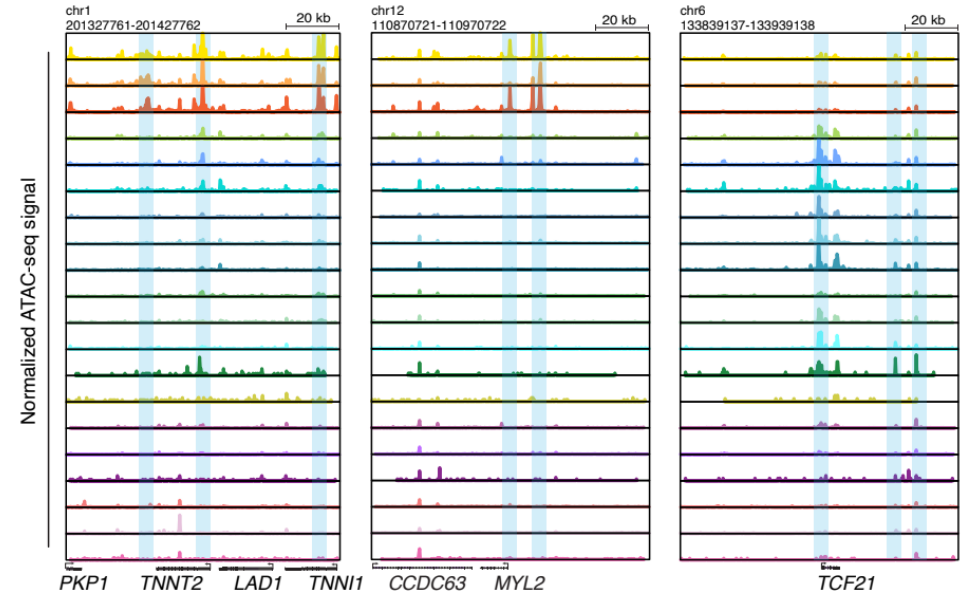 chr1
201327761-201427762
20 kb
chr12
110870721-110970722
20 kb
chr6
133839137-133939138
20 kb
Normalized ATAC-seq signal
PKP1 TNNT2 LAD1 TNNI1
CCDC63 MYL2
TCF21